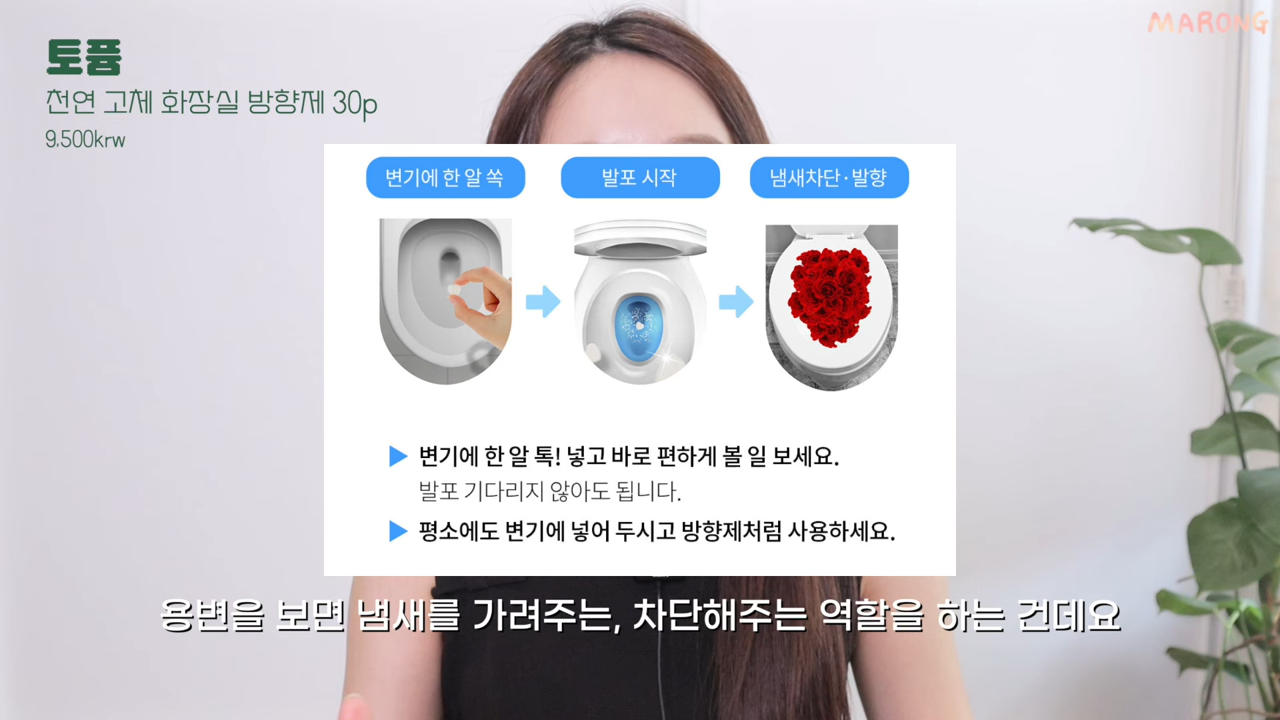 토퓸
천연 고체 화장실 방향제 30p
9,500krw
MARONG
변기에 한 알 쏙
발포 시작
냄새차단·발향
변기에 한 알 톡! 넣고 바로 편하게 볼 일 보세요.
발포 기다리지 않아도 됩니다.
평소에도 변기에 넣어 두시고 방향제처럼 사용하세요.
용변을 보면 냄새를 가려주는, 차단해주는 역할을 하는 건데요